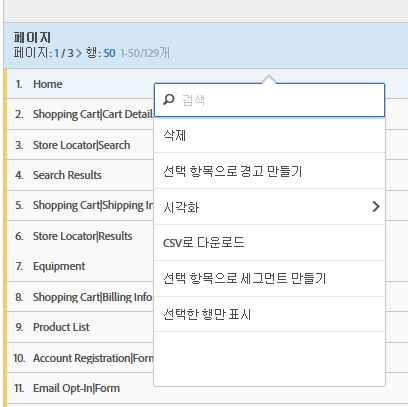 페이지
페이지: 1 / 3 > 행: 50 1-50/129개
1. Home
검색
2. Shopping Cart|Cart Detail
삭제
3. Store Locator|Search
선택 항목으로 경고 만들기
4. Search Results
시각화
5. Shopping Cart|Shipping In
6. Store Locator|Results
CSV로 다운로드
7. Equipment
선택 항목으로 세그먼트 만들기
8. Shopping Cart|Billing Infor
선택한 행만 표시
9. Product List
10. Account Registration|Form
11. Email Opt-In|Form